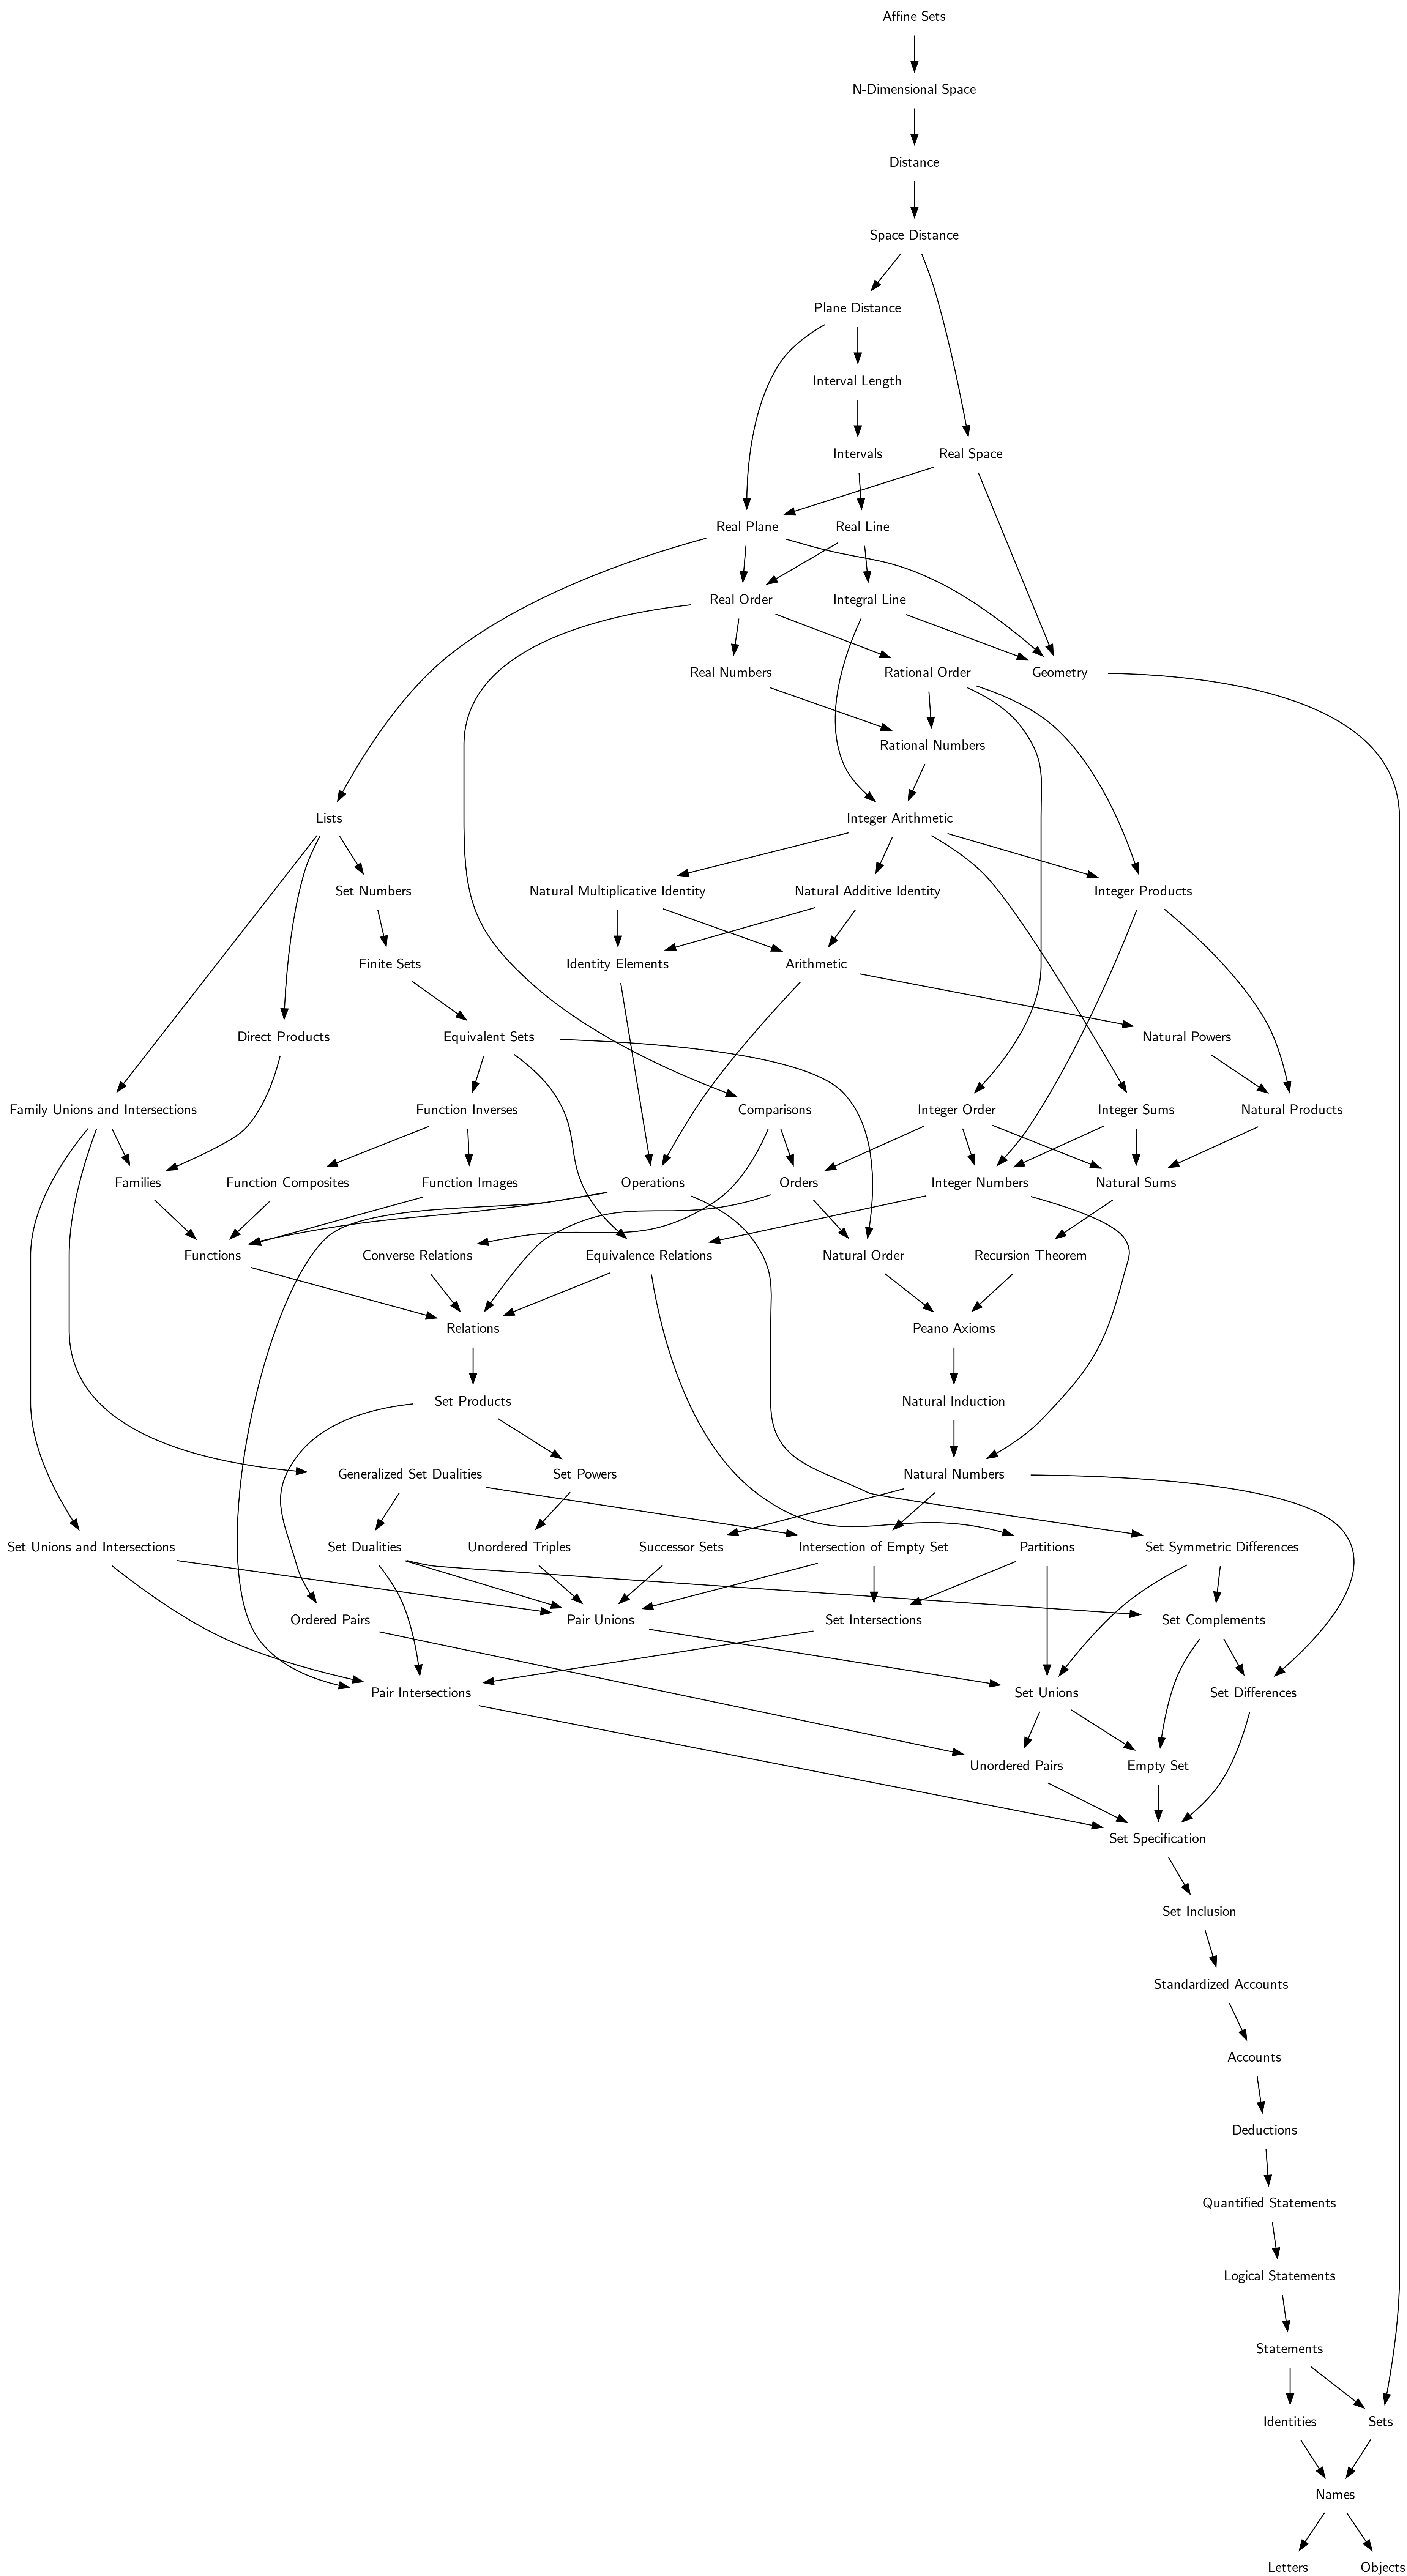 Affine Sets
N-Dimensional Space
Distance
Space Distance
Plane Distance
Interval Length
Intervals
Real Space
Real Plane
Real Line
Real Order
Integral Line
Real Numbers
Rational Order
Geometry
Rational Numbers
Lists
Integer Arithmetic
Set Numbers
Natural Multiplicative Identity
Natural Additive Identity
Integer Products
Finite Sets
Identity Elements
Arithmetic
Direct Products
Equivalent Sets
Natural Powers
Family Unions and Intersections
Function Inverses
Comparisons
Integer Order
Integer Sums
Natural Products
Families
Function Composites
Function Images
Operations
Orders
Integer Numbers
Natural Sums
Functions
Converse Relations
Equivalence Relations
Natural Order
Recursion Theorem
Relations
Peano Axioms
Set Products
Natural Induction
Generalized Set Dualities
Set Powers
Natural Numbers
Set Unions and Intersections
Set Dualities
Unordered Triples
Successor Sets
Intersection of Empty Set
Partitions
Set Symmetric Differences
Ordered Pairs
Pair Unions
Set Intersections
Set Complements
Pair Intersections
Set Unions
Set Differences
Unordered Pairs
Empty Set
Set Specification
Set Inclusion
Standardized Accounts
Accounts
Deductions
Quantified Statements
Logical Statements
Statements
Identities
Sets
Names
Letters
Objects